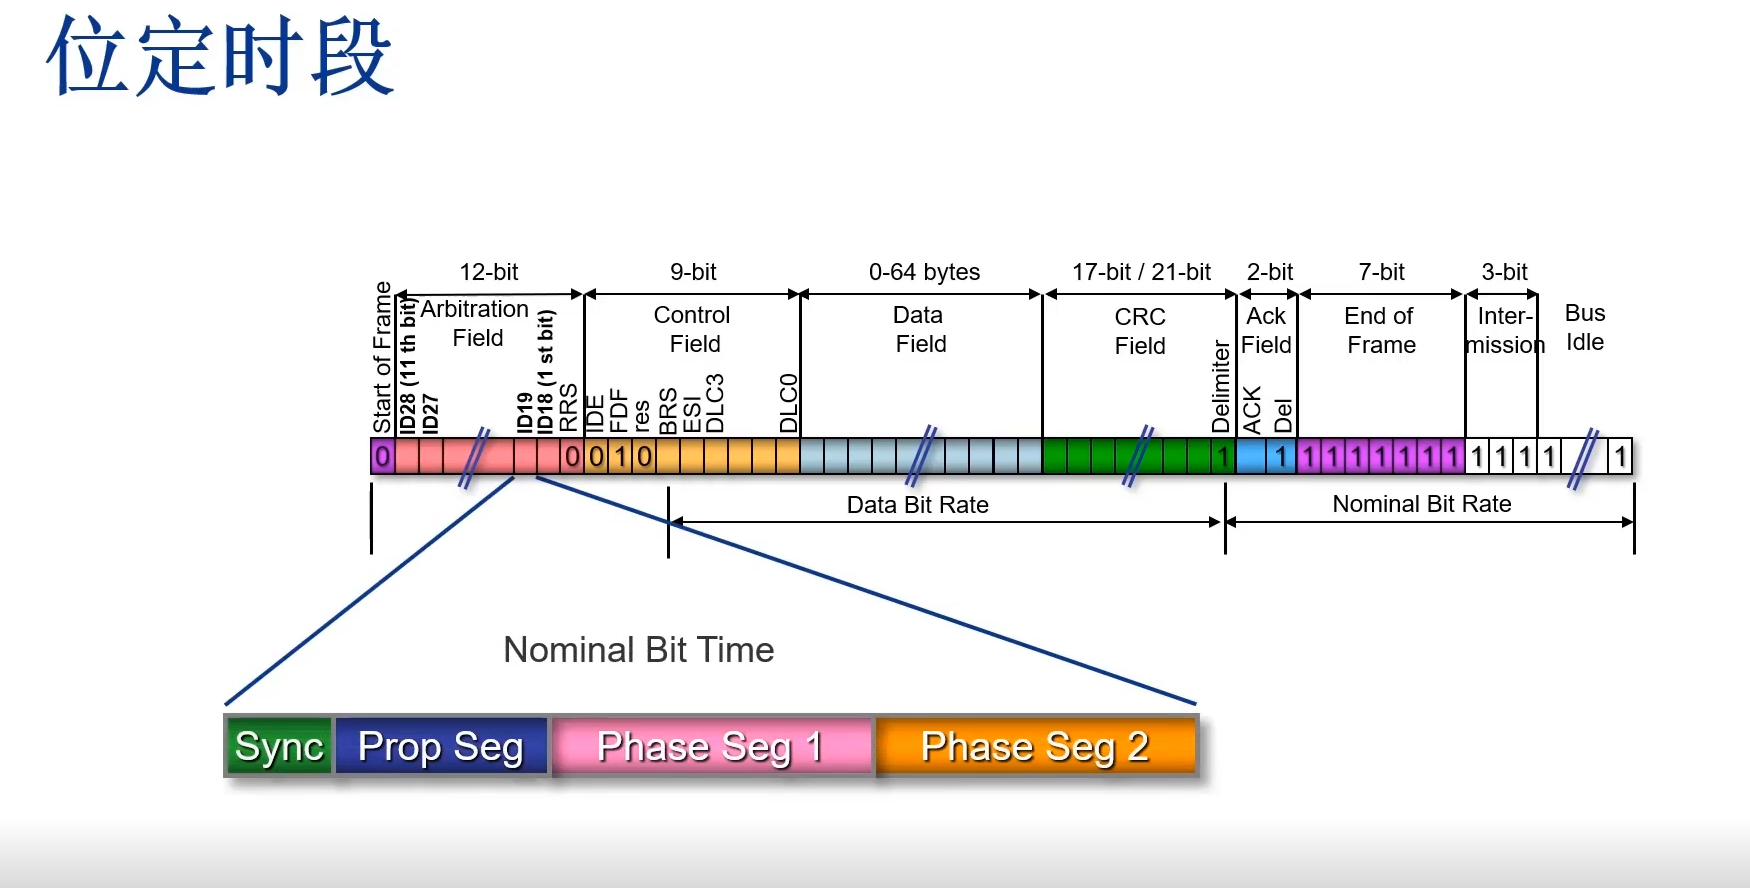 位定时段
12-bit
9-bit
0-64 bytes
17-bit / 21-bit
2-bit
7-bit
3-bit
Start of Frame
ID28 (11 th bit)
ID27
Arbitration
Field
ID19
ID18 (1 st bit)
RRS
Control
Field
IDE
FDF
res
BRS
ESI
DLC3
DLC0
Data
Field
CRC
Field
Delimiter
Ack
Field
ACK
Del
End of
Frame
Inter-
mission
Bus
Idle
0 0 0 1 0 1 1 1 1 1 1 1 1 1 1 1 1 1 1
Data Bit Rate
Nominal Bit Rate
Nominal Bit Time
Sync Prop Seg Phase Seg 1 Phase Seg 2